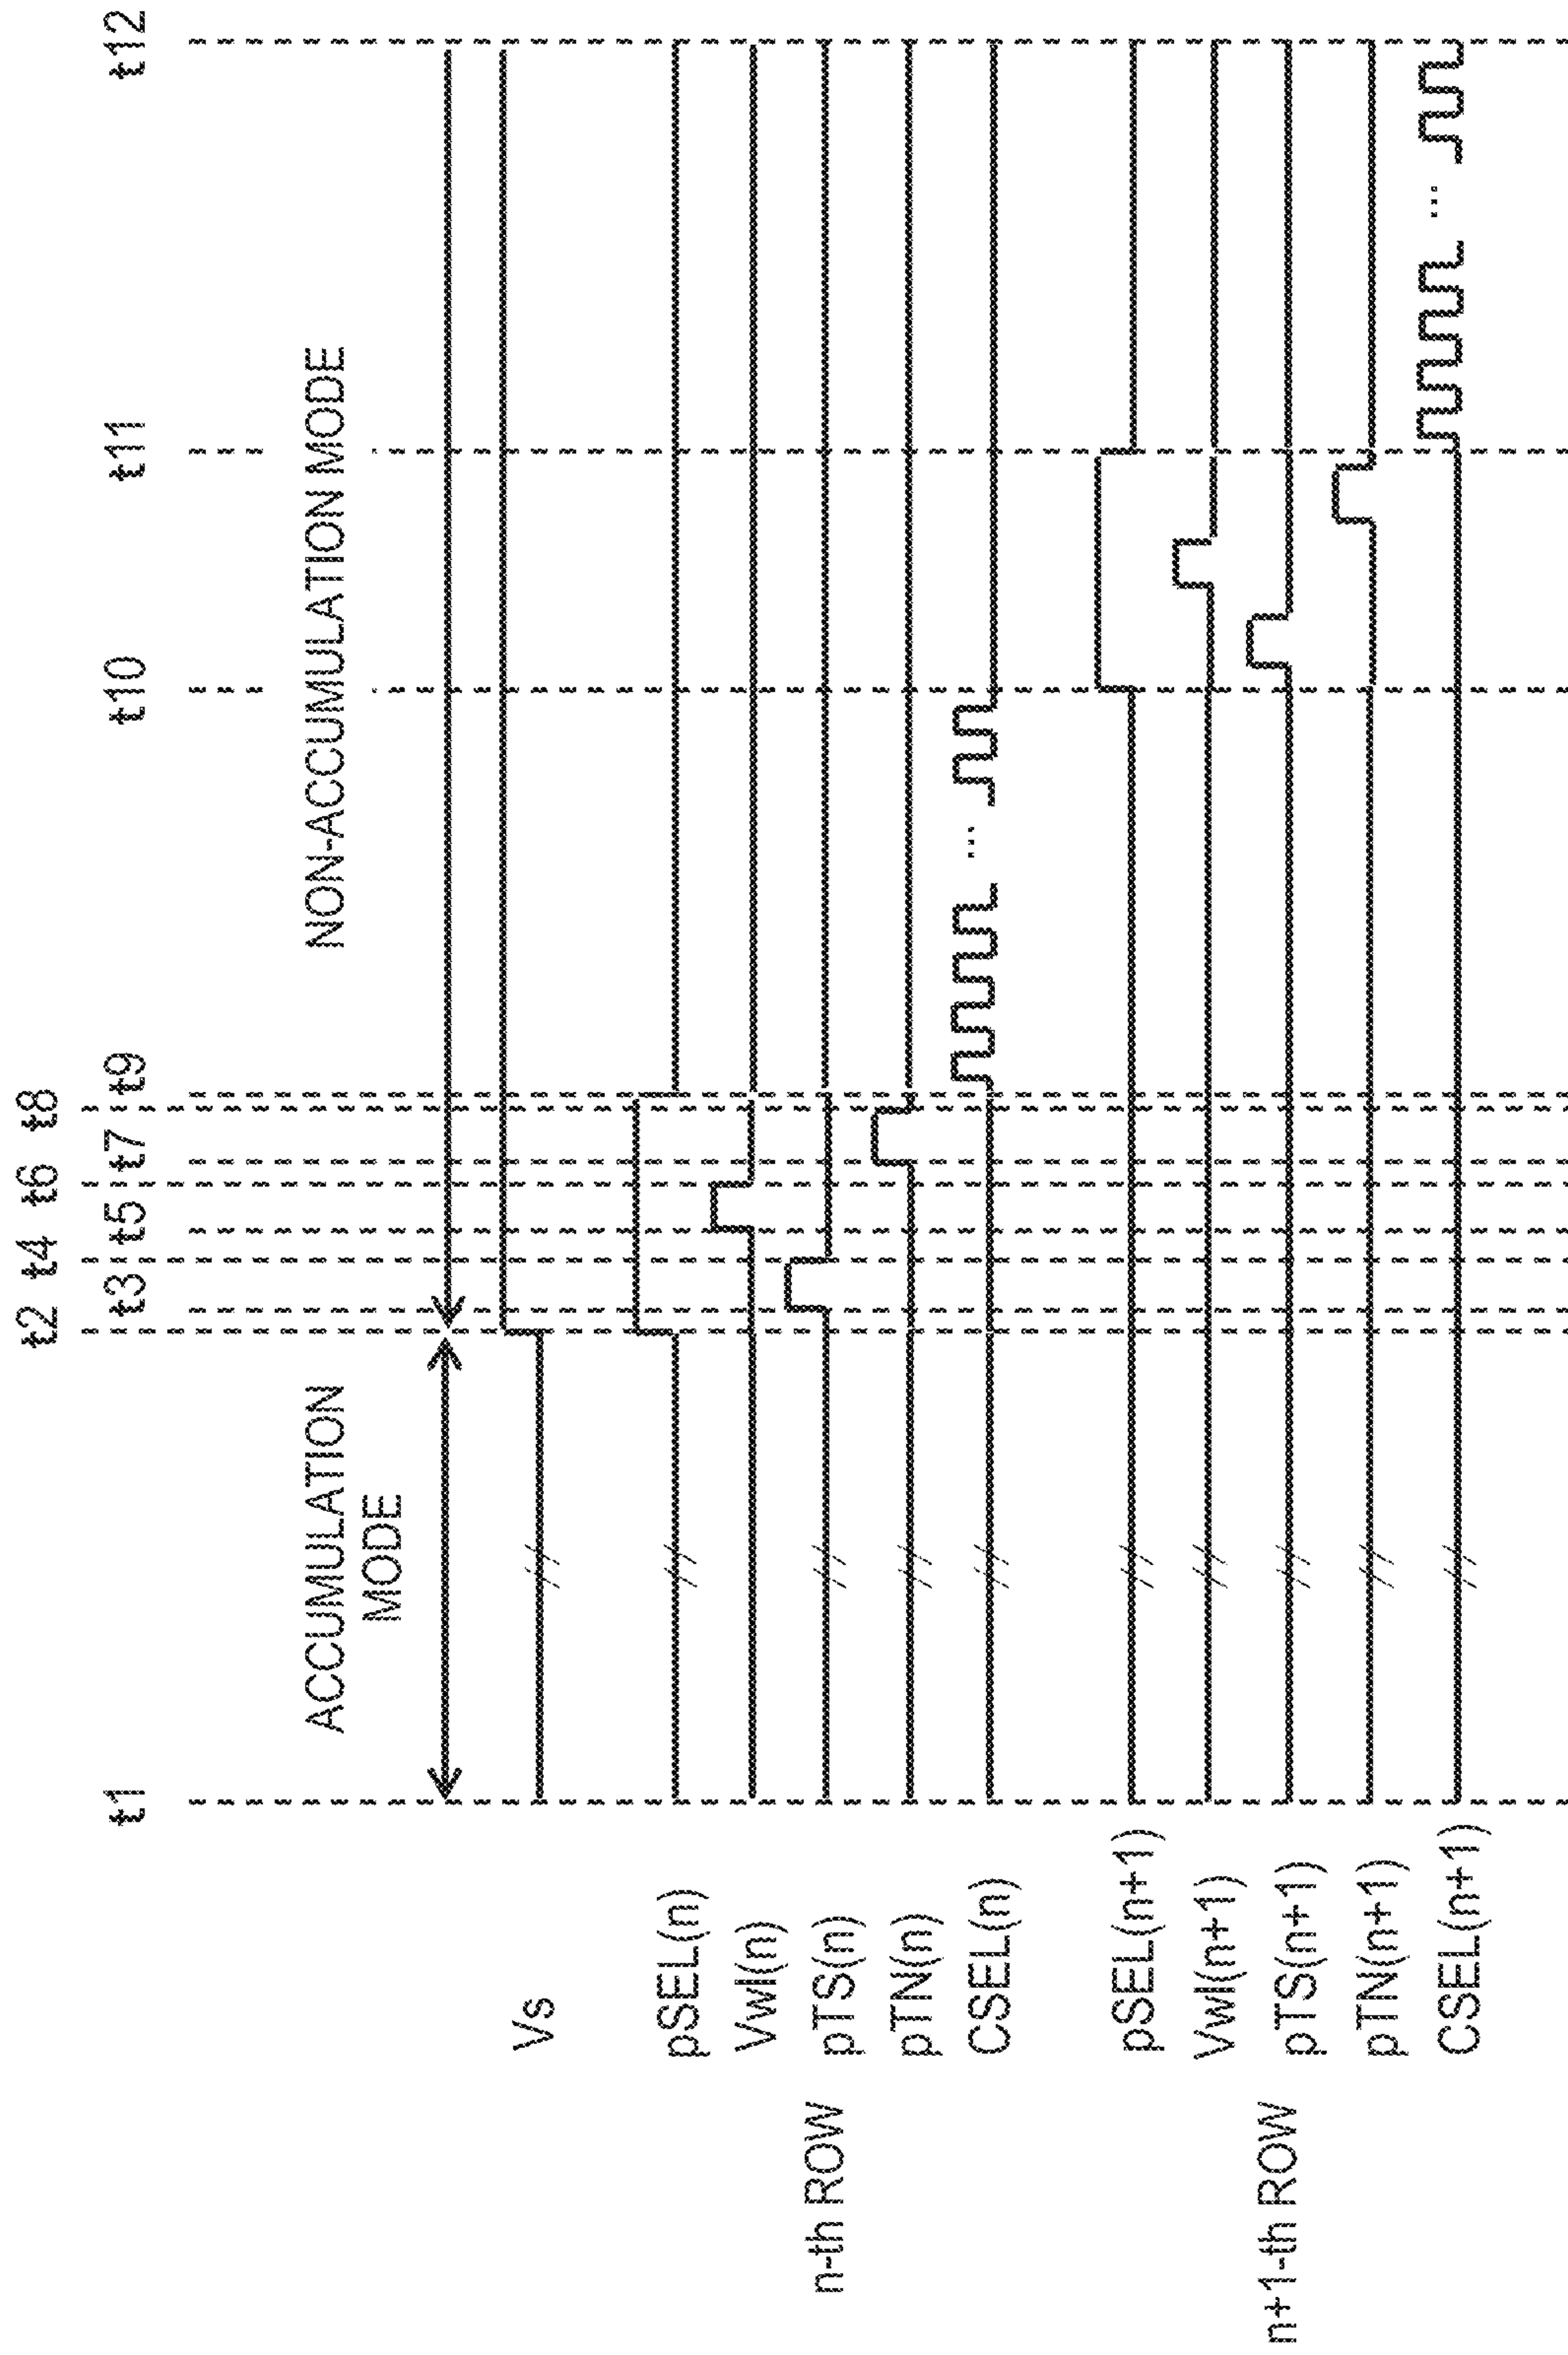 t2 t4 t6 t8
t1 t3 t5 t7 t9 t10 t11 t12
ACCUMULATION
MODE
NON-ACCUMULATION MODE
Vs
n-th ROW
pSEL(n)
Vwl(n)
pTS(n)
pTN(n)
CSEL(n)
...
n+1-th ROW
pSEL(n+1)
Vwl(n+1)
pTS(n+1)
pTN(n+1)
CSEL(n+1)
...